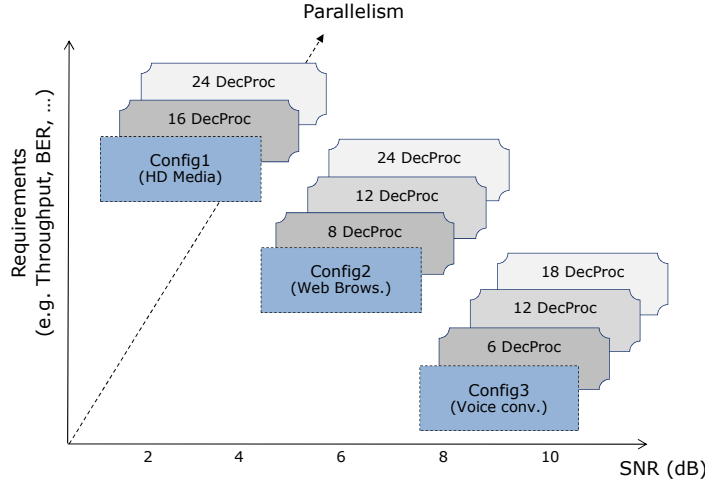 Parallelism
Requirements
(e.g. Throughput, BER, ...)
24 DecProc
16 DecProc
Config1
(HD Media)
24 DecProc
12 DecProc
8 DecProc
Config2
(Web Brows.)
18 DecProc
12 DecProc
6 DecProc
Config3
(Voice conv.)
2 4 6 8 10
SNR (dB)